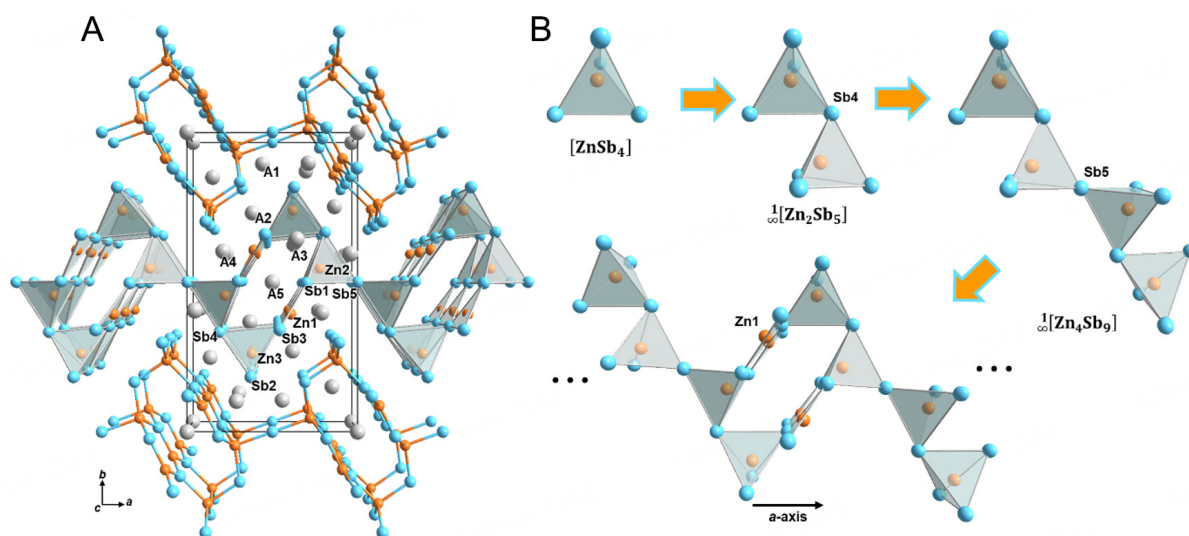 A
B
Sb4
[ZnSb₄]
¹∞[Zn₂Sb₅]
Sb5
¹∞[Zn₄Sb₉]
A1
A2
A3
A4
Zn2
A5
Sb1
Sb5
Zn1
Sb4
Sb3
Zn3
Sb2
b
c
a
Zn1
...
...
a-axis